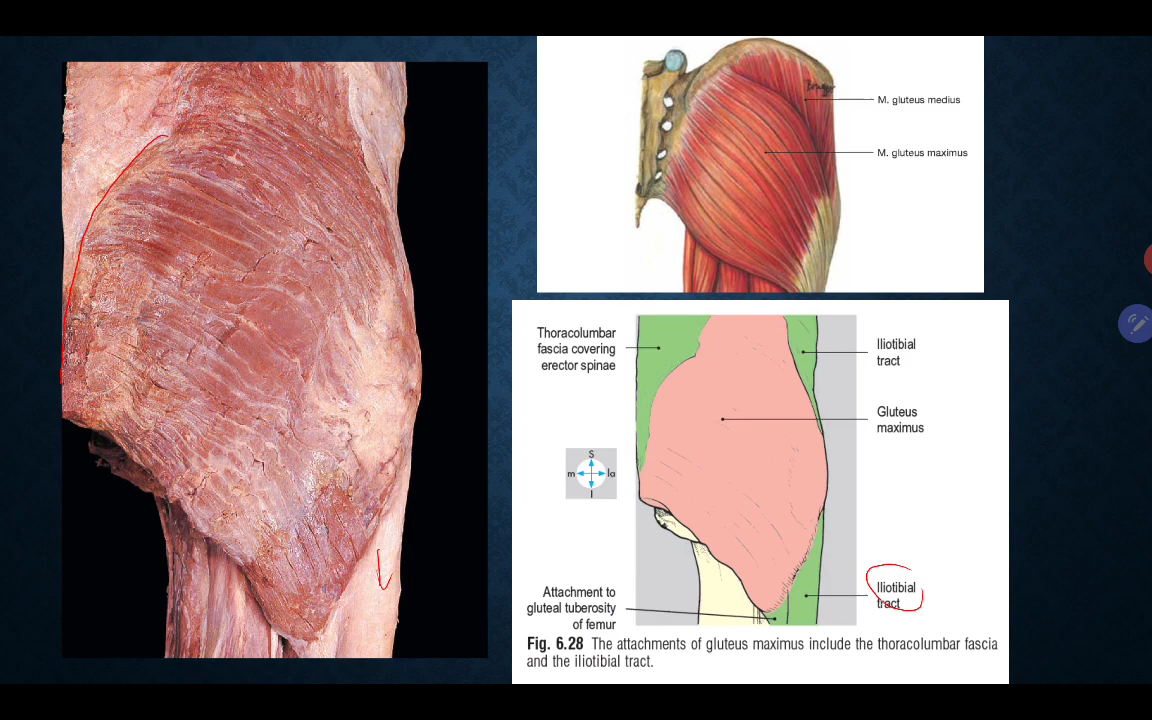 M. gluteus medius
M. gluteus maximus
Thoracolumbar
fascia covering
erector spinae
Iliotibial
tract
Gluteus
maximus
S
m
la
I
Iliotibial
tract
Attachment to
gluteal tuberosity
of femur
Fig. 6.28 The attachments of gluteus maximus include the thoracolumbar fascia
and the iliotibial tract.